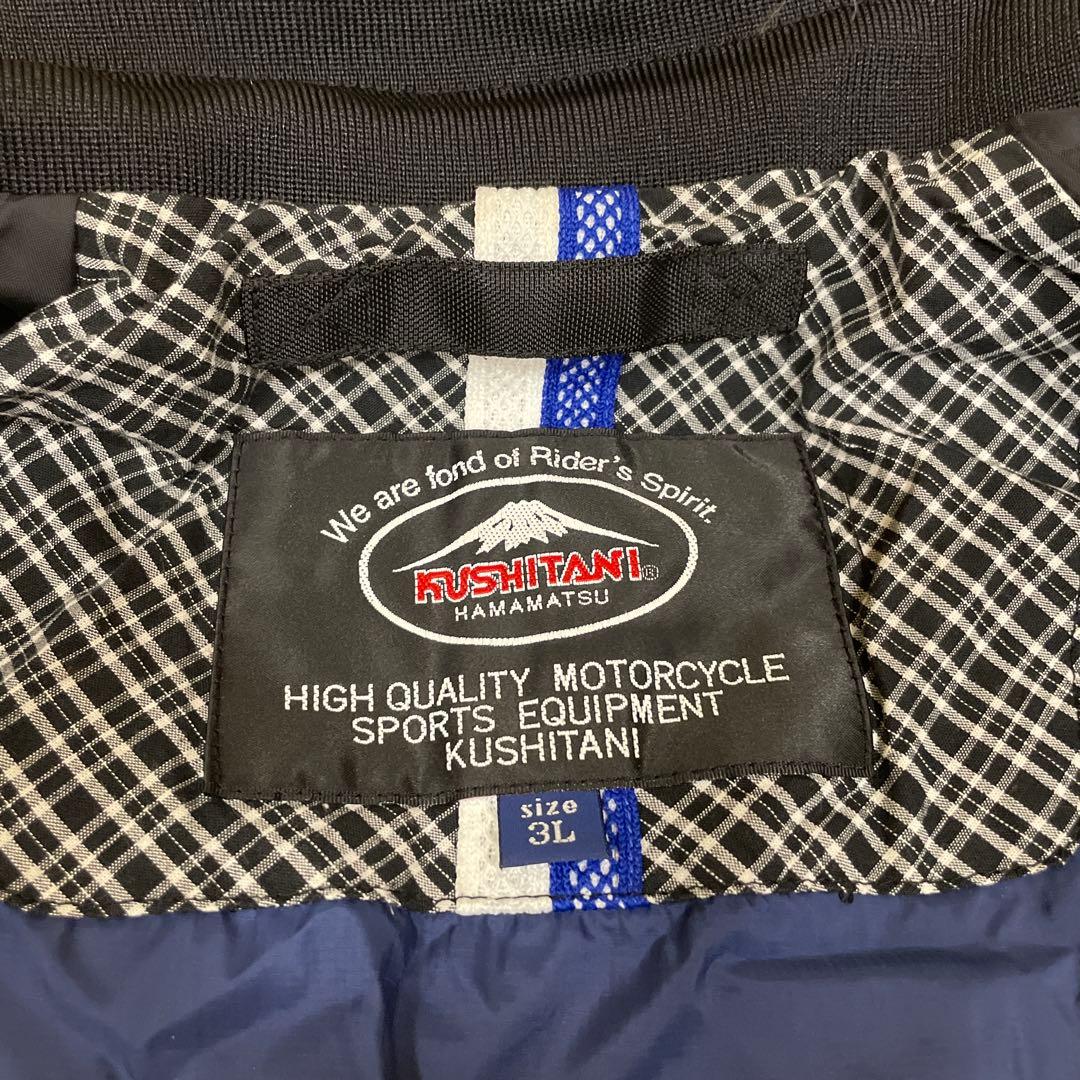 We are fond of Rider's Spirit.
KUSHITANI®
HAMAMATSU
HIGH QUALITY MOTORCYCLE
SPORTS EQUIPMENT
KUSHITANI
size
3L